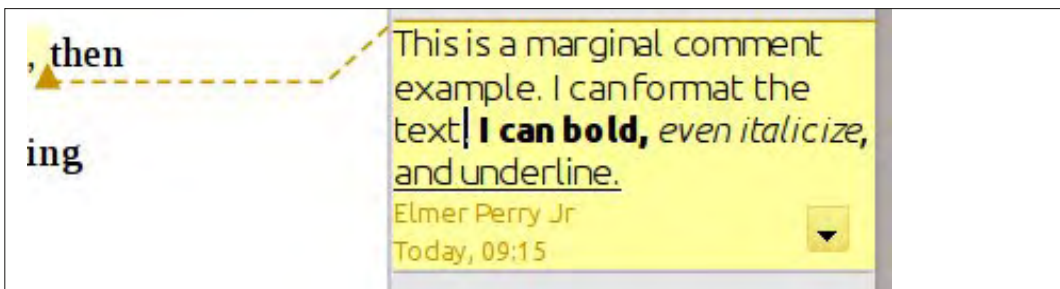 , then
ing
This is a marginal comment
example. I can format the
text. I can bold, even italicize,
and underline.
Elmer Perry Jr
Today, 09:15